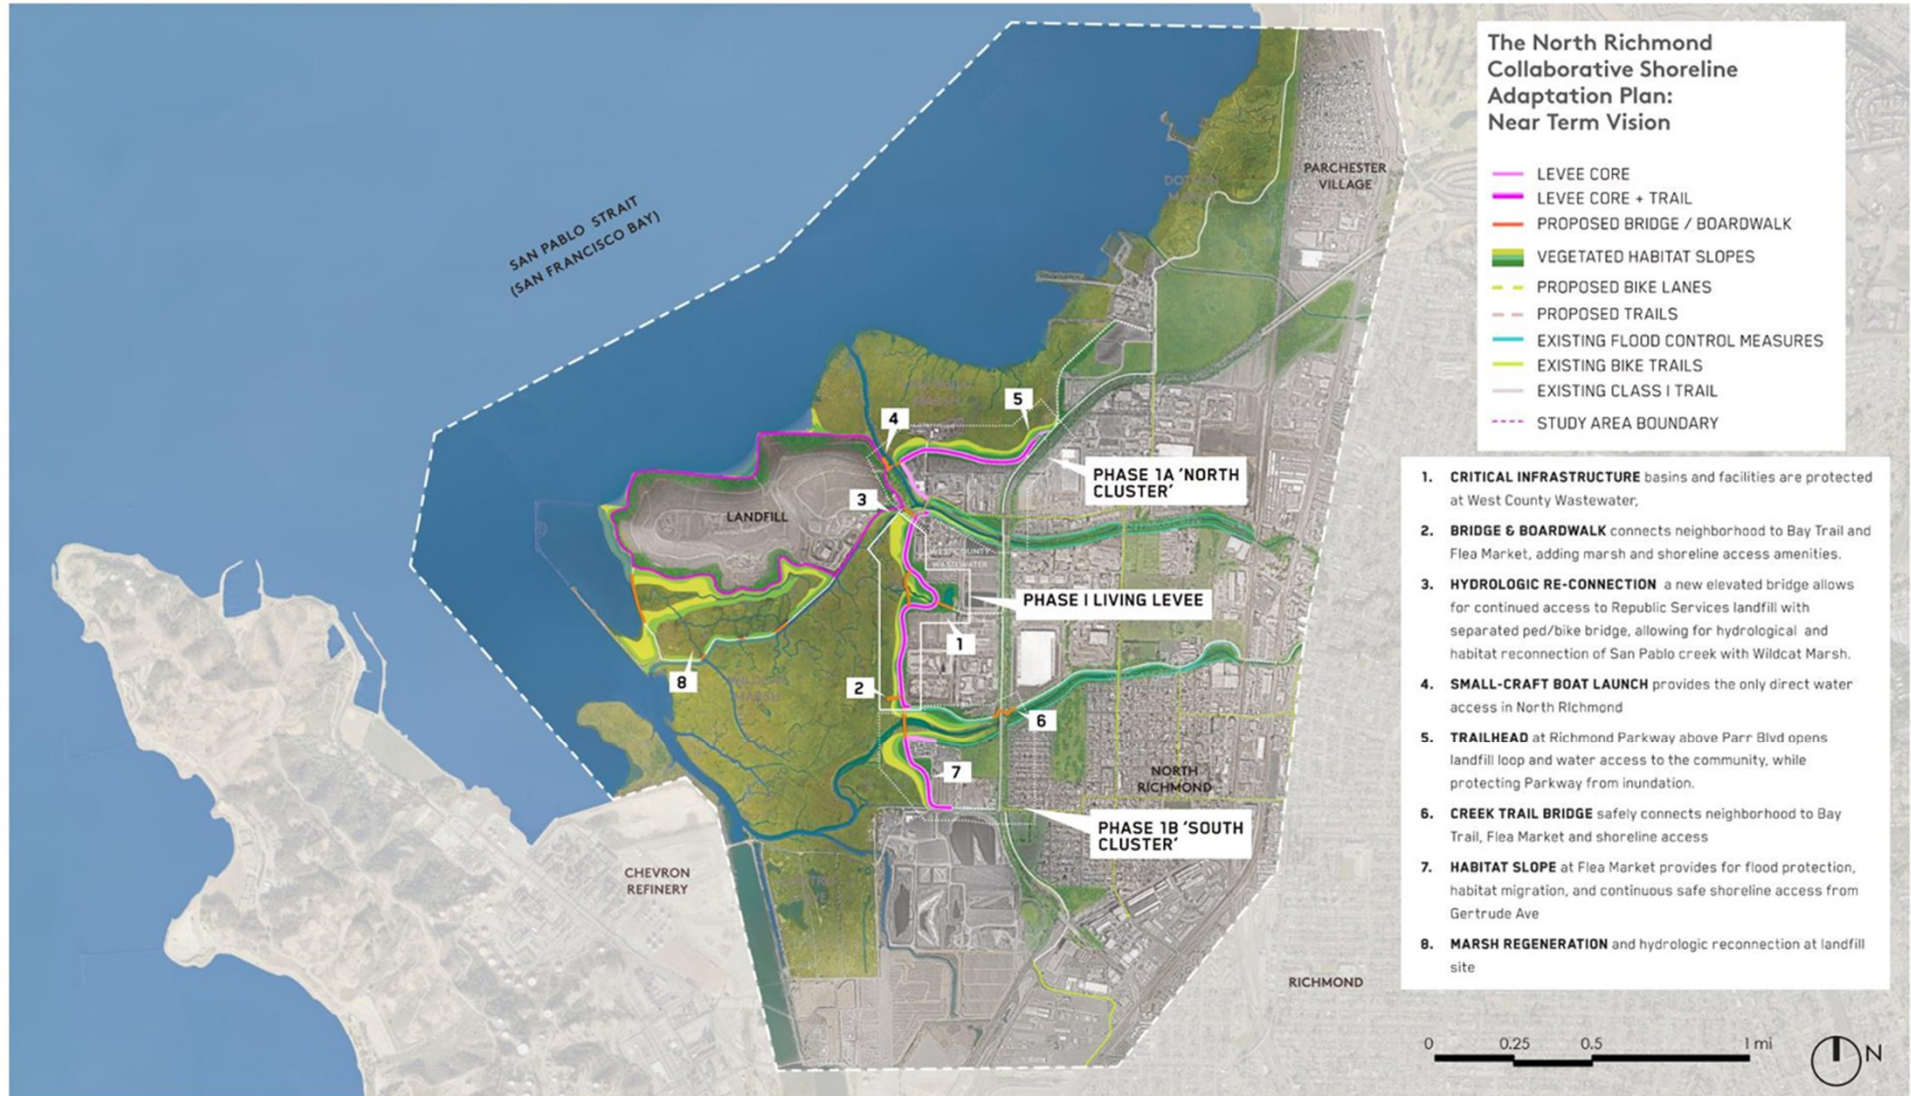 The North Richmond
Collaborative Shoreline
Adaptation Plan:
Near Term Vision
LEVEE CORE
LEVEE CORE + TRAIL
PROPOSED BRIDGE / BOARDWALK
VEGETATED HABITAT SLOPES
PROPOSED BIKE LANES
PROPOSED TRAILS
EXISTING FLOOD CONTROL MEASURES
EXISTING BIKE TRAILS
EXISTING CLASS I TRAIL
STUDY AREA BOUNDARY
1. CRITICAL INFRASTRUCTURE basins and facilities are protected
at West County Wastewater,
2. BRIDGE & BOARDWALK connects neighborhood to Bay Trail and
Flea Market, adding marsh and shoreline access amenities.
3. HYDROLOGIC RE-CONNECTION a new elevated bridge allows
for continued access to Republic Services landfill with
separated ped/bike bridge, allowing for hydrological and
habitat reconnection of San Pablo creek with Wildcat Marsh.
4. SMALL-CRAFT BOAT LAUNCH provides the only direct water
access in North RIchmond
5. TRAILHEAD at Richmond Parkway above Parr Blvd opens
landfill loop and water access to the community, while
protecting Parkway from inundation.
6. CREEK TRAIL BRIDGE safely connects neighborhood to Bay
Trail, Flea Market and shoreline access
7. HABITAT SLOPE at Flea Market provides for flood protection,
habitat migration, and continuous safe shoreline access from
Gertrude Ave
8. MARSH REGENERATION and hydrologic reconnection at landfill
site
0 0.25 0.5 1 mi
N
SAN PABLO STRAIT
(SAN FRANCISCO BAY)
PARCHESTER
VILLAGE
5
4
PHASE 1A 'NORTH
CLUSTER'
3
LANDFILL
WEST COUNTY
WASTEWATER
PHASE I LIVING LEVEE
1
8
WILDCAT
MARSH
2
6
7
NORTH
RICHMOND
PHASE 1B 'SOUTH
CLUSTER'
CHEVRON
REFINERY
RICHMOND